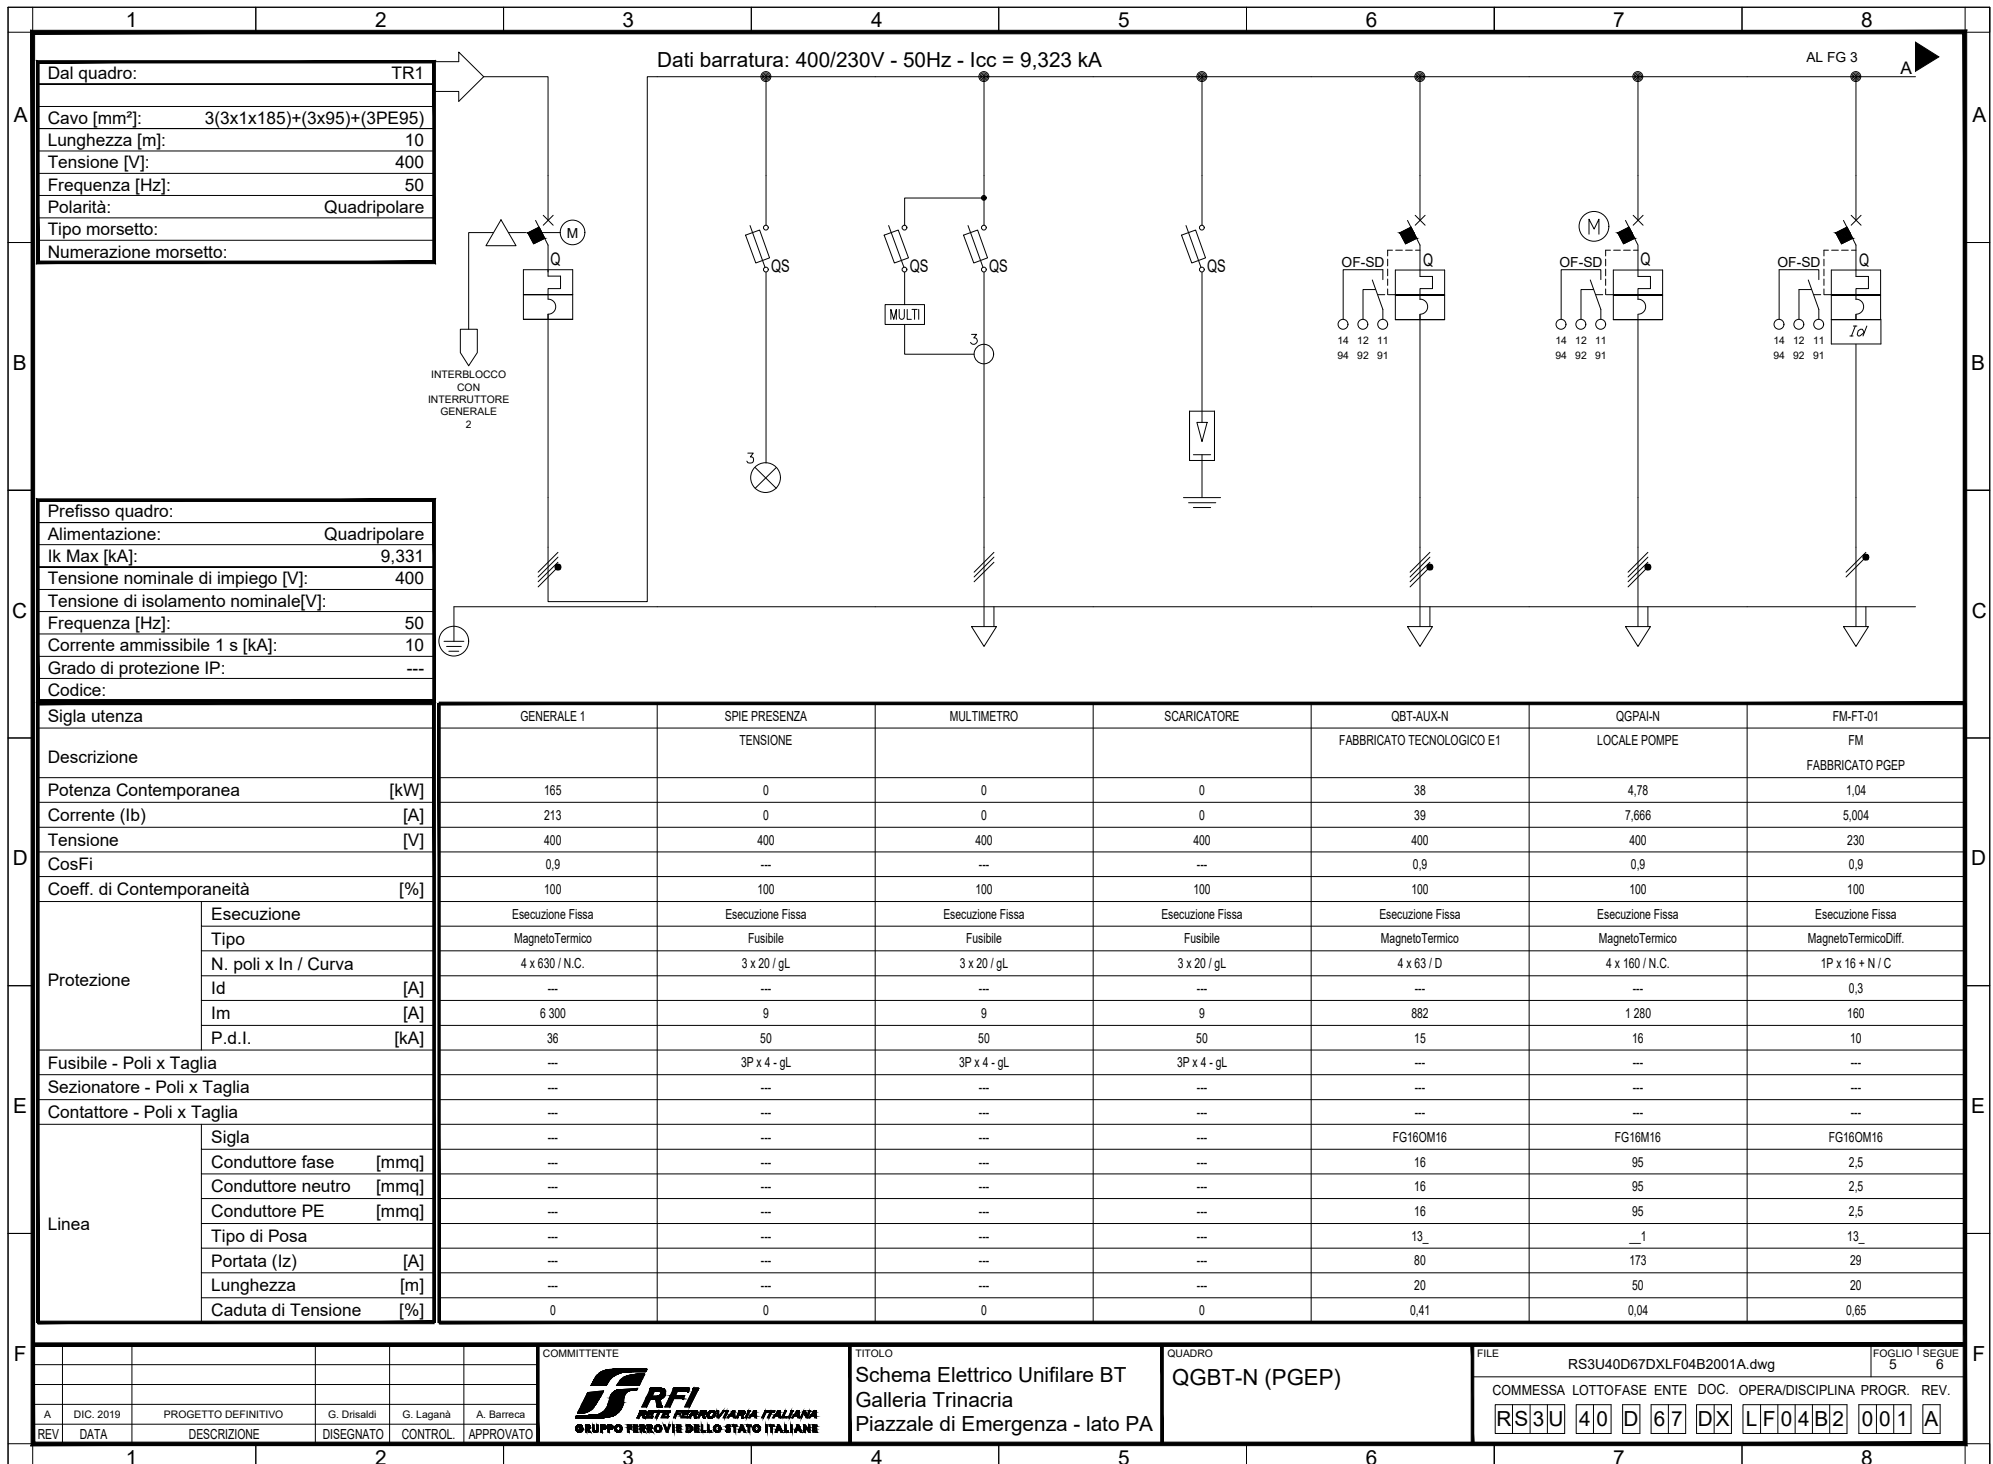 1 2 3 4 5 6 7 8
A
B
C
D
E
F
Dal quadro: TR1
Cavo [mm²]: 3(3x1x185)+(3x95)+(3PE95)
Lunghezza [m]: 10
Tensione [V]: 400
Frequenza [Hz]: 50
Polarità: Quadripolare
Tipo morsetto:
Numerazione morsetto:
Dati barratura: 400/230V - 50Hz - Icc = 9,323 kA
AL FG 3
A
M
Q
INTERBLOCCO
CON
INTERRUTTORE
GENERALE
2
QS
3
QS
QS
MULTI
3
QS
OF-SD
Q
14 12 11
94 92 91
M
OF-SD
Q
14 12 11
94 92 91
OF-SD
Q
Id
14 12 11
94 92 91
Prefisso quadro:
Alimentazione: Quadripolare
Ik Max [kA]: 9,331
Tensione nominale di impiego [V]: 400
Tensione di isolamento nominale[V]:
Frequenza [Hz]: 50
Corrente ammissibile 1 s [kA]: 10
Grado di protezione IP: ---
Codice:
Sigla utenza GENERALE 1 SPIE PRESENZA MULTIMETRO SCARICATORE QBT-AUX-N QGPAI-N FM-FT-01
Descrizione TENSIONE FABBRICATO TECNOLOGICO E1 LOCALE POMPE FM
FABBRICATO PGEP
Potenza Contemporanea [kW] 165 0 0 0 38 4,78 1,04
Corrente (Ib) [A] 213 0 0 0 39 7,666 5,004
Tensione [V] 400 400 400 400 400 400 230
CosFi 0,9 --- --- --- 0,9 0,9 0,9
Coeff. di Contemporaneità [%] 100 100 100 100 100 100 100
Protezione
Esecuzione Esecuzione Fissa Esecuzione Fissa Esecuzione Fissa Esecuzione Fissa Esecuzione Fissa Esecuzione Fissa Esecuzione Fissa
Tipo MagnetoTermico Fusibile Fusibile Fusibile MagnetoTermico MagnetoTermico MagnetoTermicoDiff.
N. poli x In / Curva 4 x 630 / N.C. 3 x 20 / gL 3 x 20 / gL 3 x 20 / gL 4 x 63 / D 4 x 160 / N.C. 1P x 16 + N / C
Id [A] --- --- --- --- --- --- 0,3
Im [A] 6 300 9 9 9 882 1 280 160
P.d.I. [kA] 36 50 50 50 15 16 10
Fusibile - Poli x Taglia --- 3P x 4 - gL 3P x 4 - gL 3P x 4 - gL --- --- ---
Sezionatore - Poli x Taglia --- --- --- --- --- --- ---
Contattore - Poli x Taglia --- --- --- --- --- --- ---
Linea
Sigla --- --- --- --- FG16OM16 FG16M16 FG16OM16
Conduttore fase [mmq] --- --- --- --- 16 95 2,5
Conduttore neutro [mmq] --- --- --- --- 16 95 2,5
Conduttore PE [mmq] --- --- --- --- 16 95 2,5
Tipo di Posa --- --- --- --- 13_ __1 13_
Portata (Iz) [A] --- --- --- --- 80 173 29
Lunghezza [m] --- --- --- --- 20 50 20
Caduta di Tensione [%] 0 0 0 0 0,41 0,04 0,65
A DIC. 2019 PROGETTO DEFINITIVO G. Drisaldi G. Laganà A. Barreca
REV DATA DESCRIZIONE DISEGNATO CONTROL. APPROVATO
COMMITTENTE
RFI
RETE FERROVIARIA ITALIANA
GRUPPO FERROVIE DELLO STATO ITALIANE
TITOLO
Schema Elettrico Unifilare BT
Galleria Trinacria
Piazzale di Emergenza - lato PA
QUADRO
QGBT-N (PGEP)
FILE
RS3U40D67DXLF04B2001A.dwg
FOGLIO 5
SEGUE 6
COMMESSA LOTTO FASE ENTE DOC. OPERA/DISCIPLINA PROGR. REV.
RS3U 40 D 67 DX LF04B2 001 A
A
B
C
D
E
F
1 2 3 4 5 6 7 8